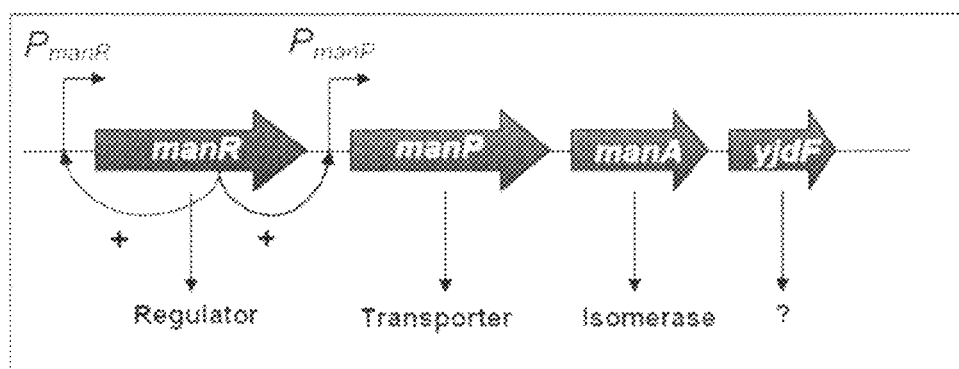 PmanR PmanP
manR manP manA yjdF
+ +
Regulator Transporter Isomerase ?